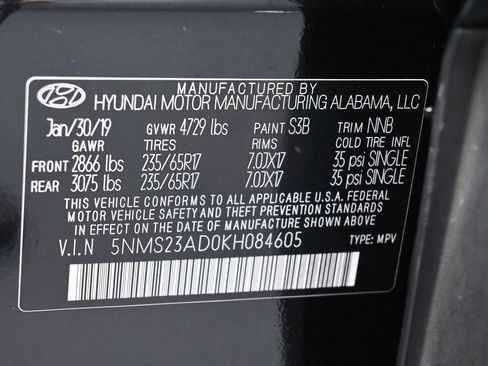 MANUFACTURED BY
HYUNDAI MOTOR MANUFACTURING ALABAMA, LLC
Jan/30/19 GVWR 4729 lbs PAINT S3B TRIM NNB
GAWR TIRES RIMS COLD TIRE INFL
FRONT 2866 lbs 235/65R17 7.0JX17 35 psi SINGLE
REAR 3075 lbs 235/65R17 7.0JX17 35 psi SINGLE
THIS VEHICLE CONFORMS TO ALL APPLICABLE U.S.A FEDERAL
MOTOR VEHICLE SAFETY AND THEFT PREVENTION STANDARDS
IN EFFECT ON THE DATE OF MANUFACTURE SHOWN ABOVE.
V.I.N 5NMS23AD0KH084605 TYPE: MPV